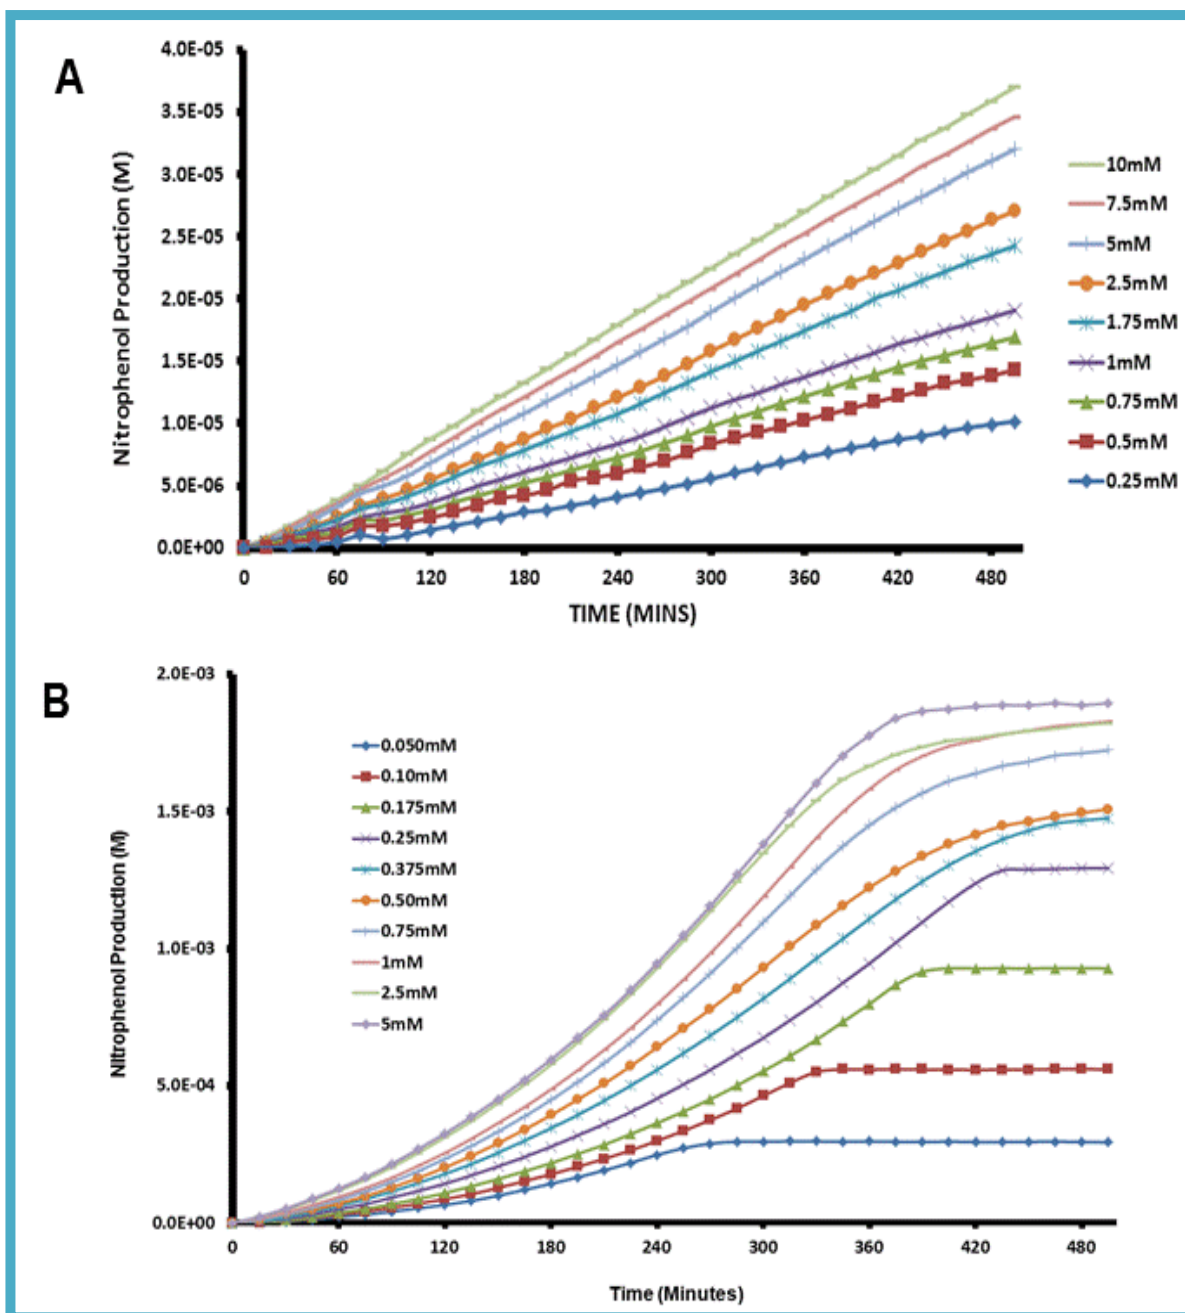 A
4.0E-05
3.5E-05
3.0E-05
2.5E-05
2.0E-05
1.5E-05
1.0E-05
5.0E-06
0.0E+00
Nitrophenol Production (M)
0 60 120 180 240 300 360 420 480
TIME (MINS)
10mM
7.5mM
5mM
2.5mM
1.75mM
1mM
0.75mM
0.5mM
0.25mM
B
2.0E-03
1.5E-03
1.0E-03
5.0E-04
0.0E+00
Nitrophenol Production (M)
0.050mM
0.10mM
0.175mM
0.25mM
0.375mM
0.50mM
0.75mM
1mM
2.5mM
5mM
0 60 120 180 240 300 360 420 480
Time (Minutes)